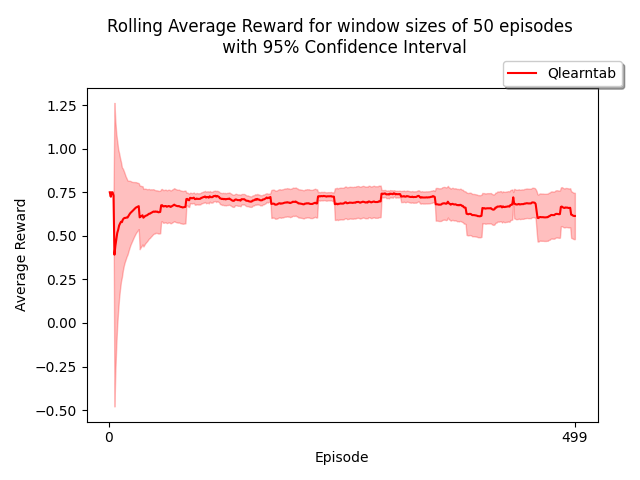 Rolling Average Reward for window sizes of 50 episodes
with 95% Confidence Interval
Qlearntab
1.25
1.00
0.75
0.50
0.25
0.00
−0.25
−0.50
Average Reward
0
499
Episode